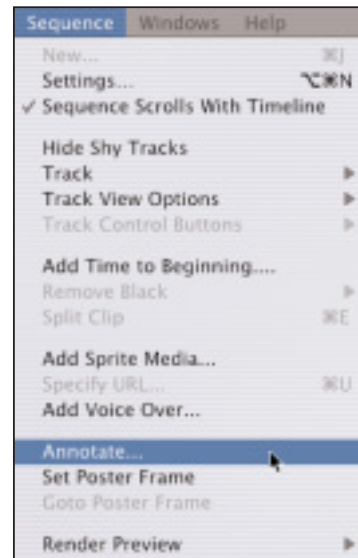 Sequence Windows Help
New... ⌘J
Settings... ⌥⌘N
✓ Sequence Scrolls With Timeline
Hide Shy Tracks
Track
Track View Options
Track Control Buttons
Add Time to Beginning....
Remove Black
Split Clip ⌘E
Add Sprite Media...
Specify URL... ⌘U
Add Voice Over...
Annotate...
Set Poster Frame
Goto Poster Frame
Render Preview